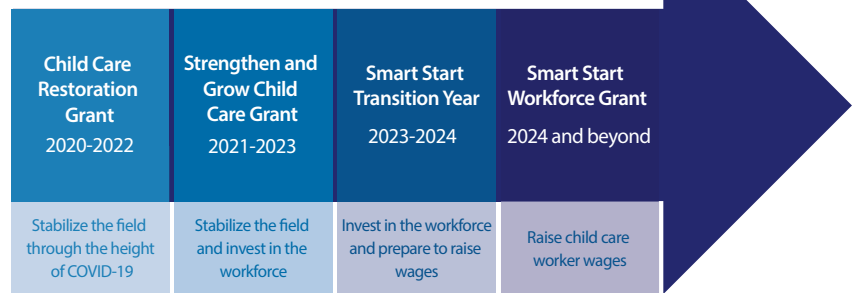 Child Care
Restoration
Grant
2020-2022
Strengthen and
Grow Child
Care Grant
2021-2023
Smart Start
Transition Year
2023-2024
Smart Start
Workforce Grant
2024 and beyond
Stabilize the field
through the height
of COVID-19
Stabilize the field
and invest in the
workforce
Invest in the workforce
and prepare to raise
wages
Raise child care
worker wages